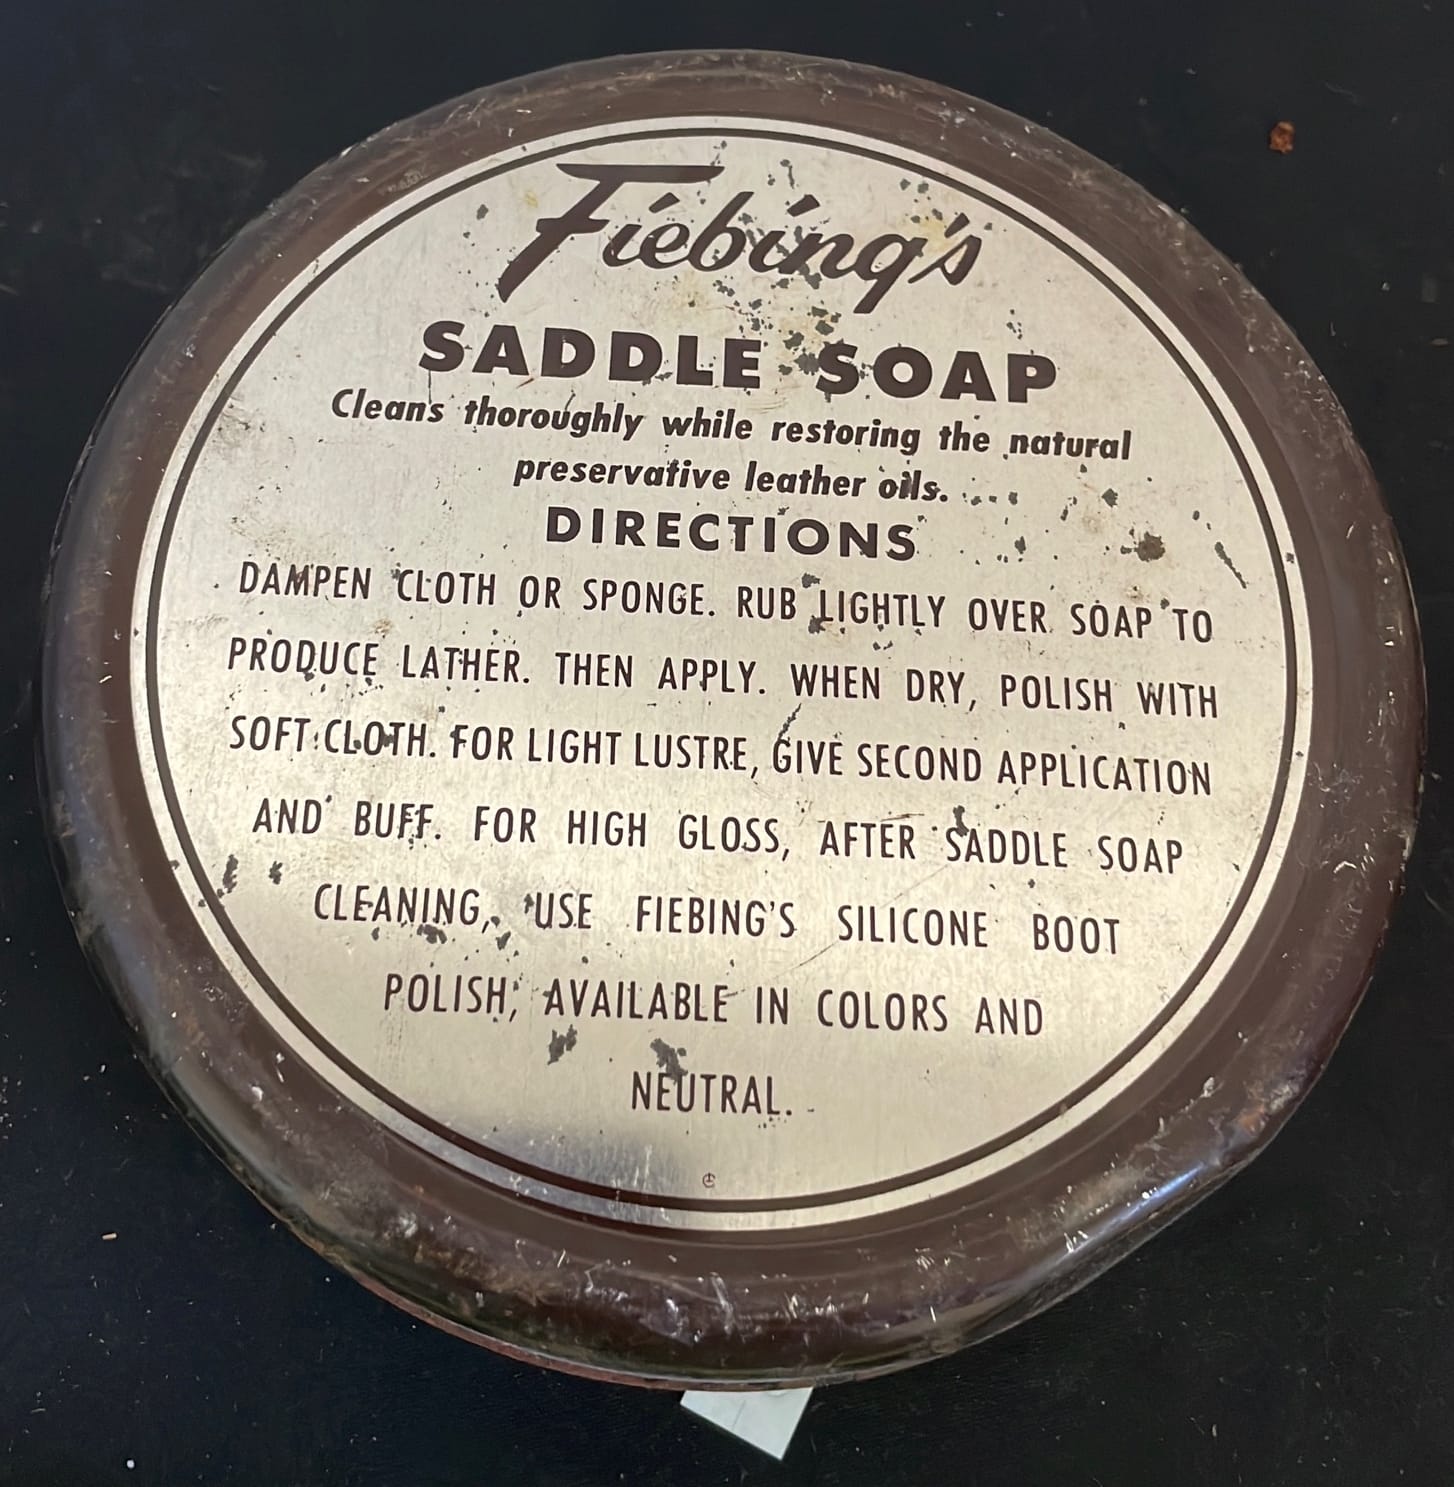 Fiebing's
SADDLE SOAP
Cleans thoroughly while restoring the natural
preservative leather oils.
DIRECTIONS
DAMPEN CLOTH OR SPONGE. RUB LIGHTLY OVER SOAP TO
PRODUCE LATHER. THEN APPLY. WHEN DRY, POLISH WITH
SOFT CLOTH. FOR LIGHT LUSTRE, GIVE SECOND APPLICATION
AND BUFF. FOR HIGH GLOSS, AFTER SADDLE SOAP
CLEANING, USE FIEBING'S SILICONE BOOT
POLISH, AVAILABLE IN COLORS AND
NEUTRAL.